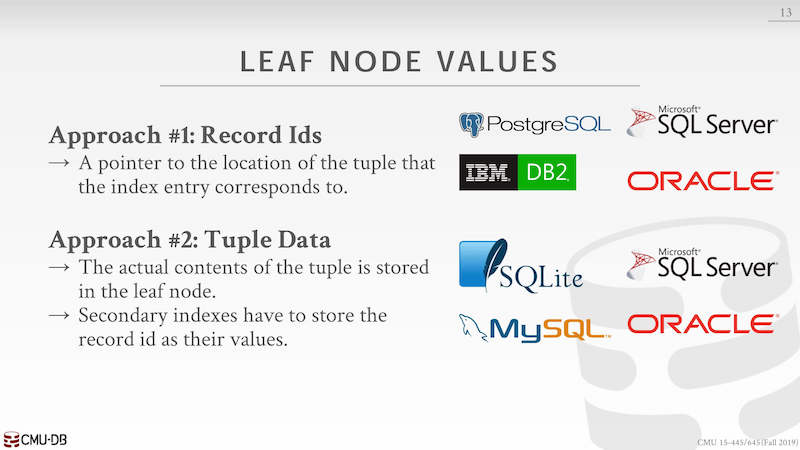 13
LEAF NODE VALUES
Approach #1: Record Ids
→ A pointer to the location of the tuple that
the index entry corresponds to.
PostgreSQL
Microsoft®
SQL Server®
IBM® DB2®
ORACLE®
Approach #2: Tuple Data
→ The actual contents of the tuple is stored
in the leaf node.
→ Secondary indexes have to store the
record id as their values.
SQLite
Microsoft®
SQL Server®
MySQL™
ORACLE®
CMU·DB
CMU 15-445/645 (Fall 2019)